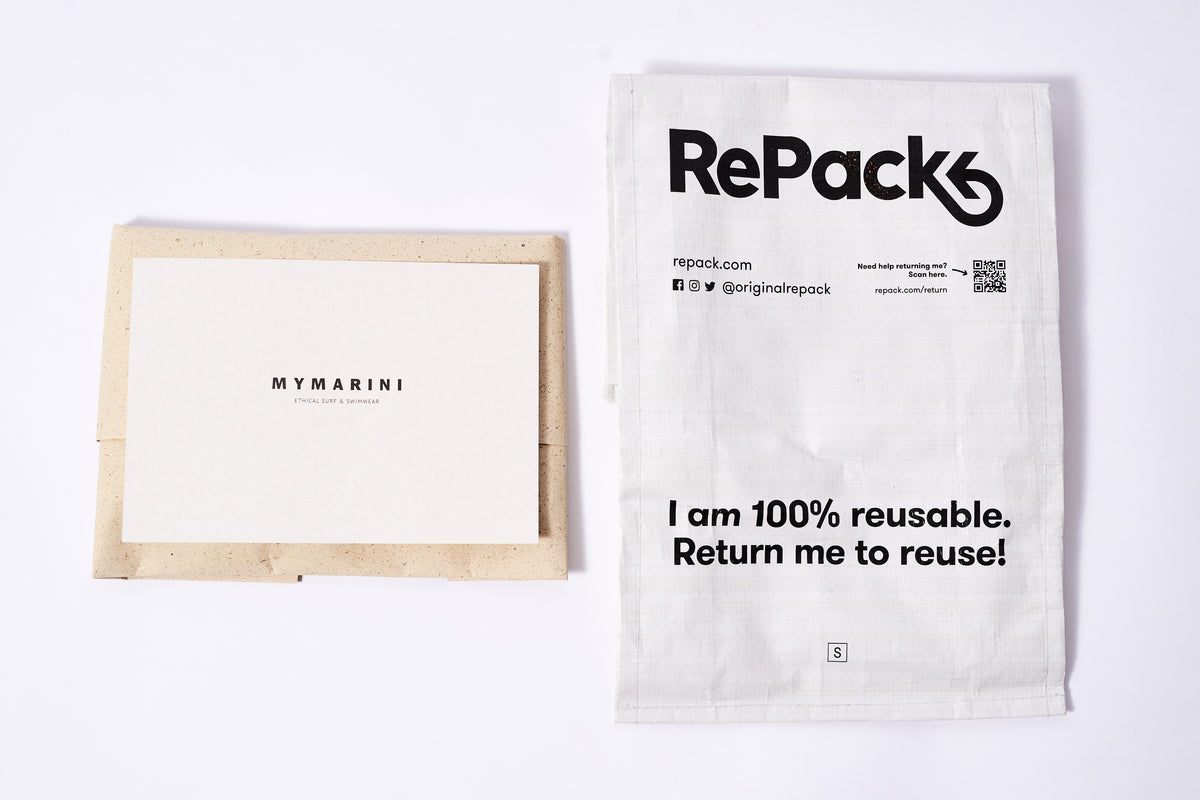 MYMARINI
ETHICAL SURF & SWIMWEAR
RePack
repack.com
@originalrepack
Need help returning me?
Scan here.
repack.com/return
I am 100% reusable.
Return me to reuse!
S